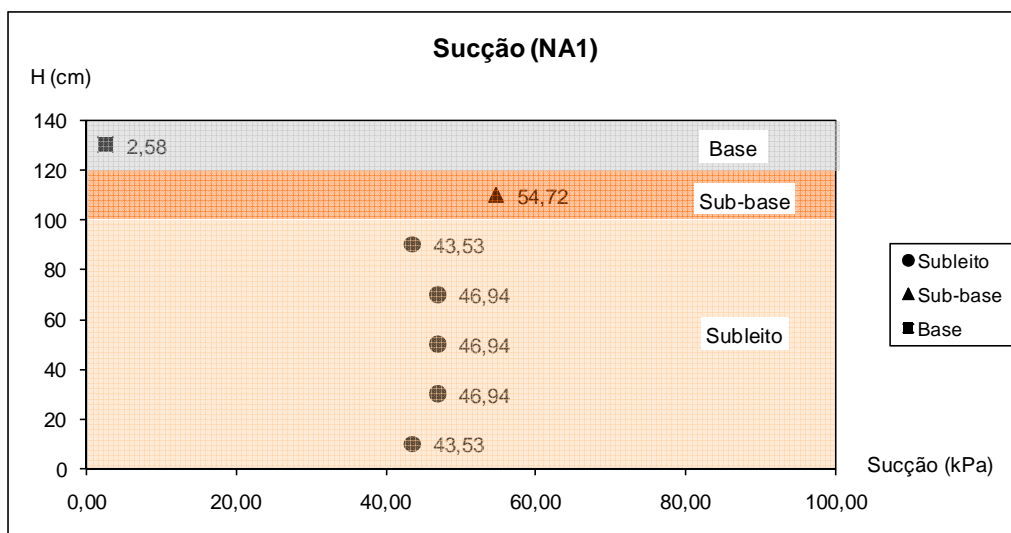 Sucção (NA1)
H (cm)
140
2,58
Base
120
54,72
Sub-base
100
43,53
80
46,94
Subleito
Sub-base
Base
60
46,94
Subleito
40
46,94
20
43,53
0
Sucção (kPa)
0,00 20,00 40,00 60,00 80,00 100,00